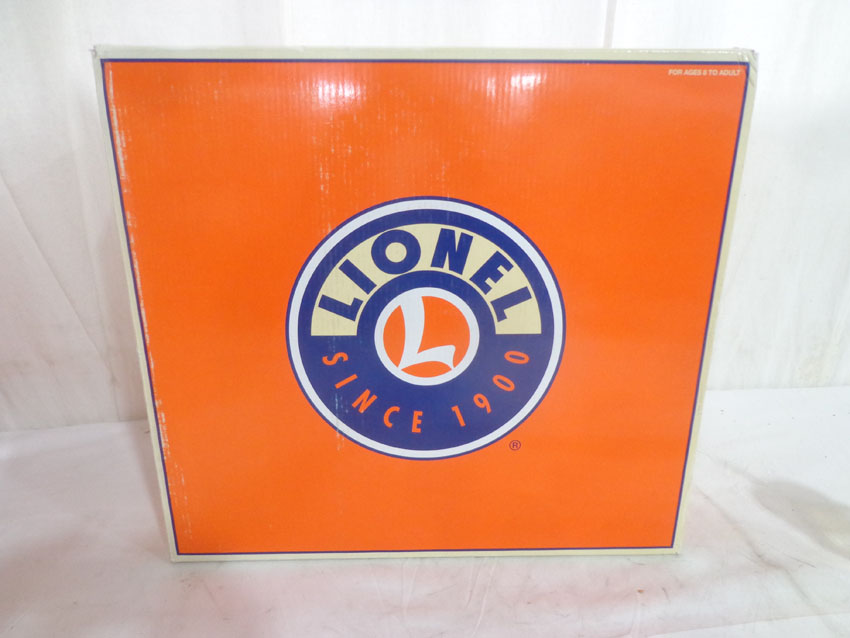 FOR AGES 8 TO ADULT
LIONEL
L
SINCE 1900
®